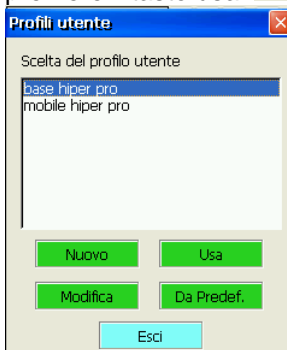 Profili utente
Scelta del profilo utente
base hiper pro
mobile hiper pro
Nuovo
Usa
Modifica
Da Predef.
Esci